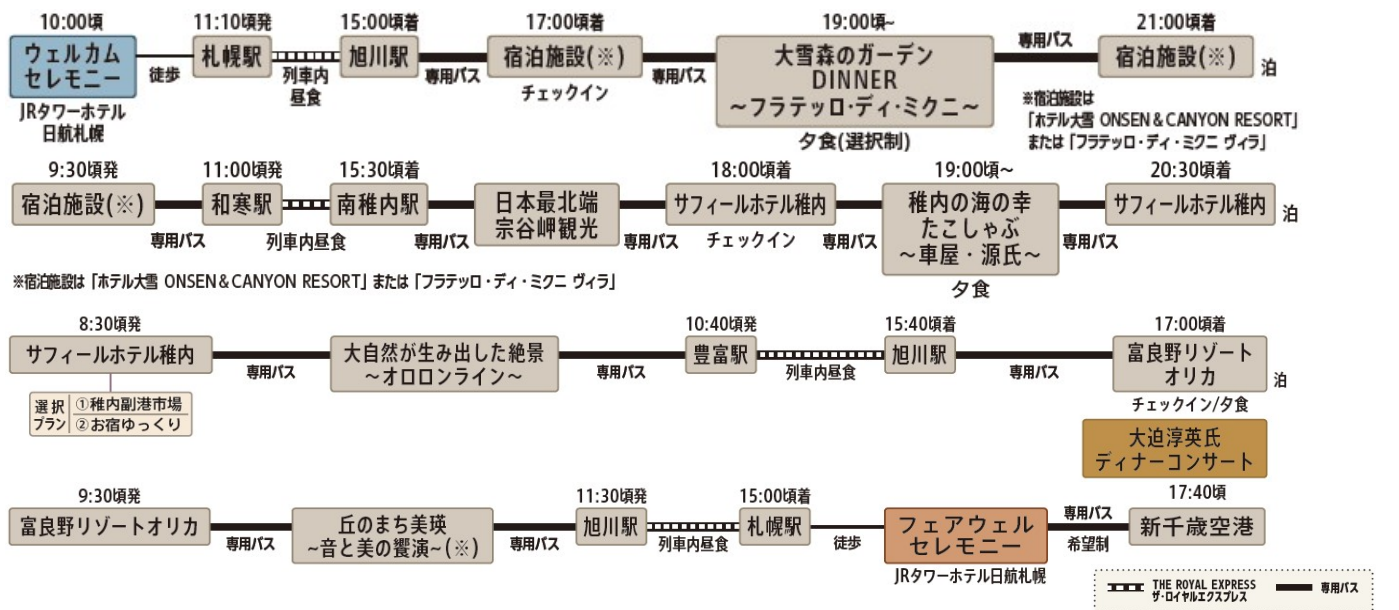 10:00頃
ウェルカム
セレモニー
JRタワーホテル
日航札幌
徒歩
11:10頃発
札幌駅
列車内
昼食
15:00頃着
旭川駅
専用バス
17:00頃着
宿泊施設(※)
チェックイン
専用バス
19:00頃~
大雪森のガーデン
DINNER
～フラテッロ・ディ・ミクニ～
夕食(選択制)
専用バス
21:00頃着
宿泊施設(※)
泊
※宿泊施設は
「ホテル大雪 ONSEN＆CANYON RESORT」
または「フラテッロ・ディ・ミクニ ヴィラ」
9:30頃発
宿泊施設(※)
専用バス
11:00頃発
和寒駅
列車内昼食
15:30頃着
南稚内駅
専用バス
日本最北端
宗谷岬観光
専用バス
18:00頃着
サフィールホテル稚内
チェックイン
専用バス
19:00頃～
稚内の海の幸
たこしゃぶ
～車屋・源氏～
夕食
専用バス
20:30頃着
サフィールホテル稚内
泊
※宿泊施設は「ホテル大雪 ONSEN＆CANYON RESORT」または「フラテッロ・ディ・ミクニ ヴィラ」
8:30頃発
サフィールホテル稚内
選択
プラン
①稚内副港市場
②お宿ゆっくり
専用バス
大自然が生み出した絶景
～オロロンライン～
専用バス
10:40頃発
豊富駅
列車内昼食
15:40頃着
旭川駅
専用バス
17:00頃着
富良野リゾート
オリカ
チェックイン/夕食
泊
大迫淳英氏
ディナーコンサート
9:30頃発
富良野リゾートオリカ
専用バス
丘のまち美瑛
~音と美の饗演~(※)
専用バス
11:30頃発
旭川駅
列車内昼食
15:00頃着
札幌駅
徒歩
フェアウェル
セレモニー
JRタワーホテル日航札幌
専用バス
希望制
17:40頃
新千歳空港
THE ROYAL EXPRESS
ザ・ロイヤルエクスプレス
専用バス